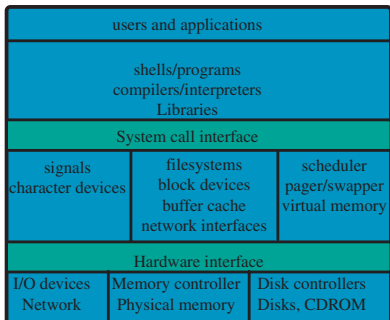 users and applications
shells/programs
compilers/interpreters
Libraries
System call interface
signals
character devices
filesystems
block devices
buffer cache
network interfaces
scheduler
pager/swapper
virtual memory
Hardware interface
I/O devices
Network
Memory controller
Physical memory
Disk controllers
Disks, CDROM